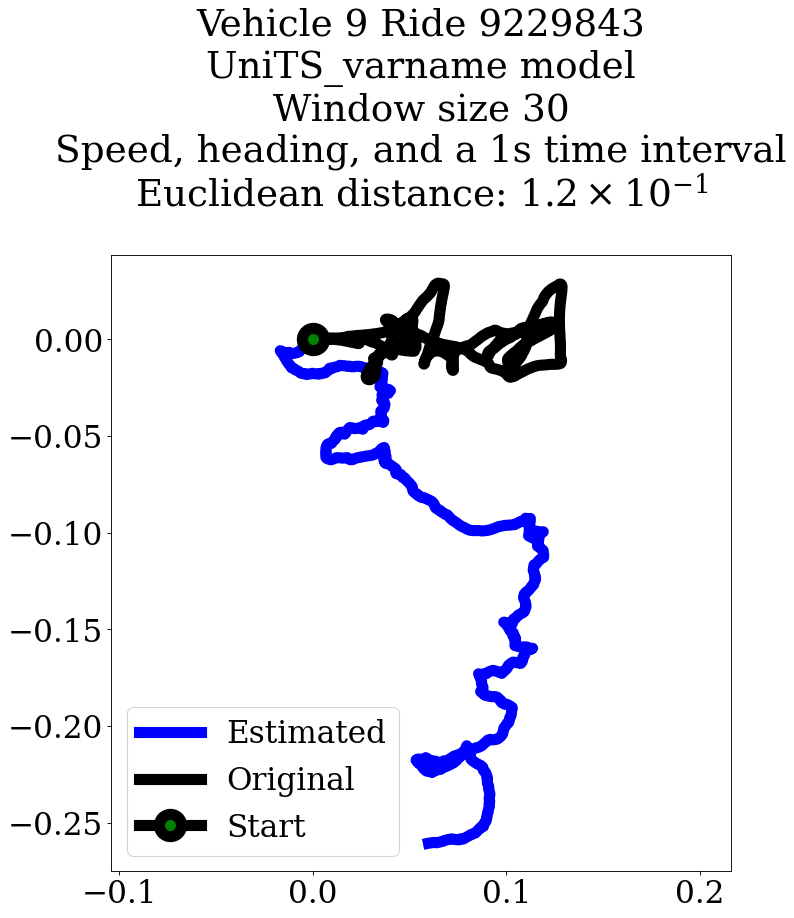 Vehicle 9 Ride 9229843
UniTS_varname model
Window size 30
Speed, heading, and a 1s time interval
Euclidean distance: 1.2 × 10⁻¹
0.00
−0.05
−0.10
−0.15
−0.20
−0.25
Estimated
Original
Start
−0.1 0.0 0.1 0.2